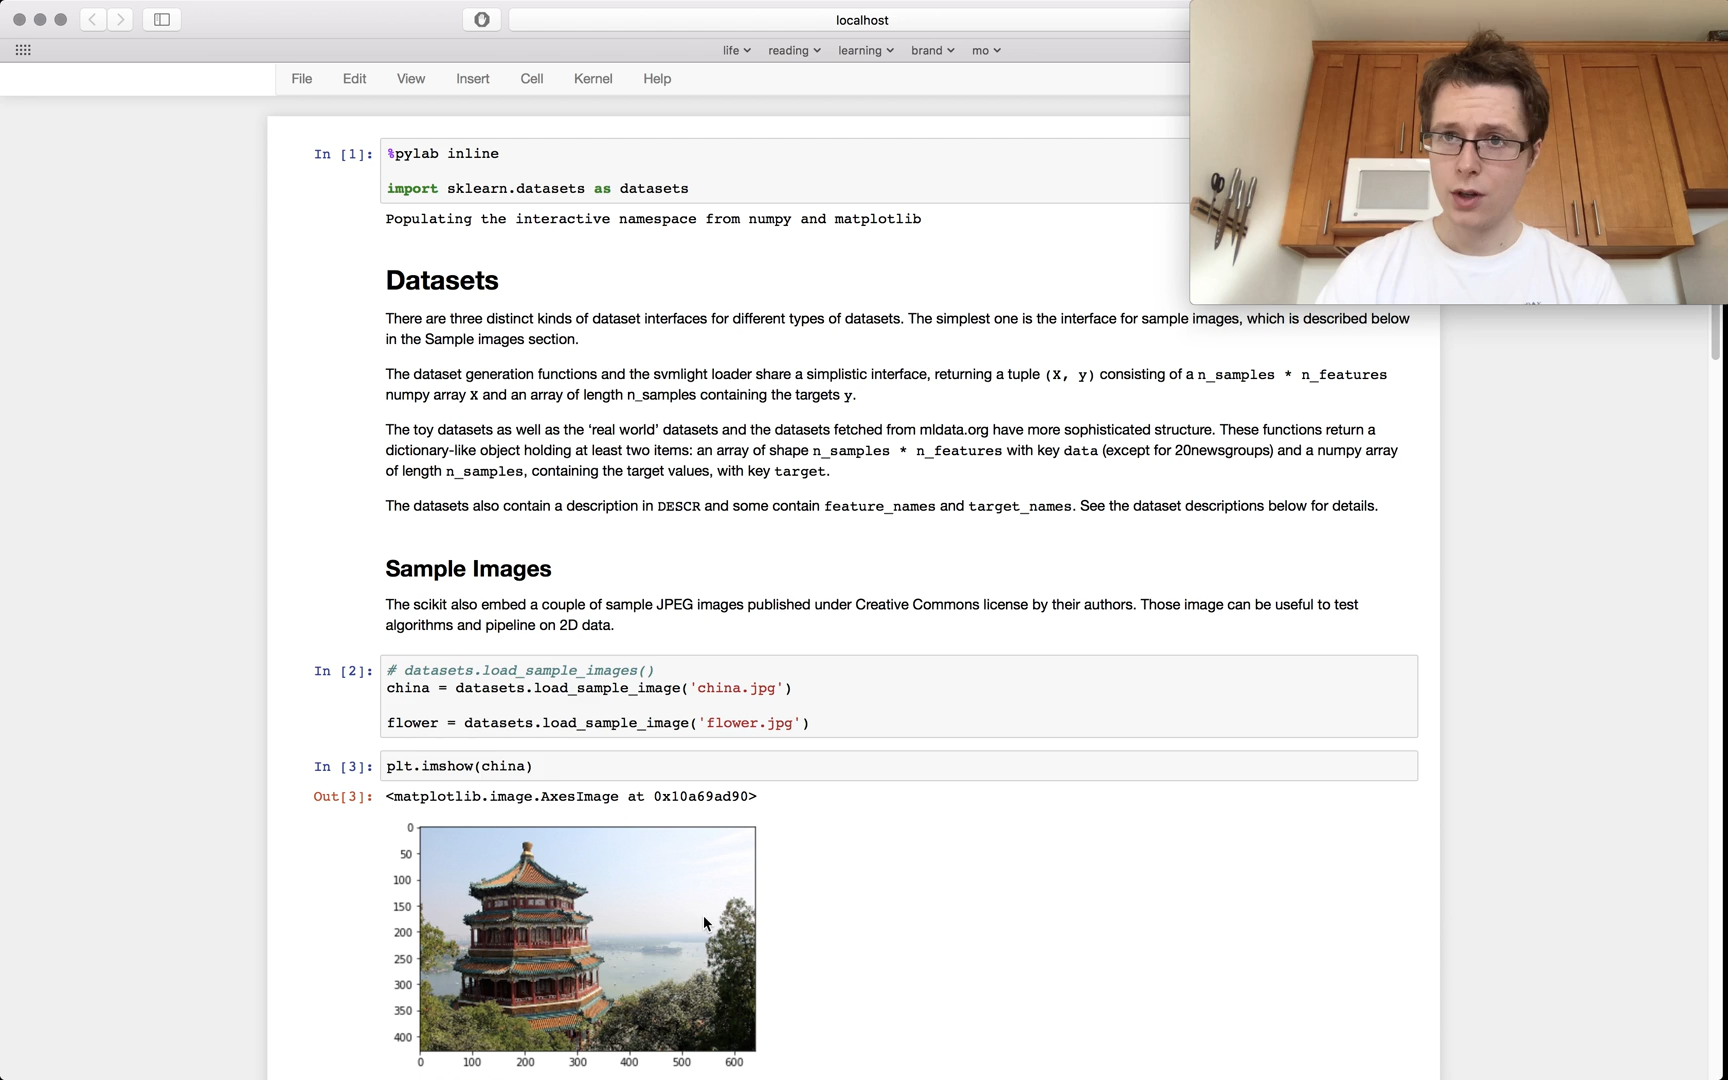 localhost
life reading learning brand mo
File Edit View Insert Cell Kernel Help
In [1]: %pylab inline
import sklearn.datasets as datasets
Populating the interactive namespace from numpy and matplotlib
Datasets
There are three distinct kinds of dataset interfaces for different types of datasets. The simplest one is the interface for sample images, which is described below
in the Sample images section.
The dataset generation functions and the svmlight loader share a simplistic interface, returning a tuple (X, y) consisting of a n_samples * n_features
numpy array X and an array of length n_samples containing the targets y.
The toy datasets as well as the ‘real world’ datasets and the datasets fetched from mldata.org have more sophisticated structure. These functions return a
dictionary-like object holding at least two items: an array of shape n_samples * n_features with key data (except for 20newsgroups) and a numpy array
of length n_samples, containing the target values, with key target.
The datasets also contain a description in DESCR and some contain feature_names and target_names. See the dataset descriptions below for details.
Sample Images
The scikit also embed a couple of sample JPEG images published under Creative Commons license by their authors. Those image can be useful to test
algorithms and pipeline on 2D data.
In [2]: # datasets.load_sample_images()
china = datasets.load_sample_image('china.jpg')
flower = datasets.load_sample_image('flower.jpg')
In [3]: plt.imshow(china)
Out[3]: <matplotlib.image.AxesImage at 0x10a69ad90>
0
50
100
150
200
250
300
350
400
0 100 200 300 400 500 600